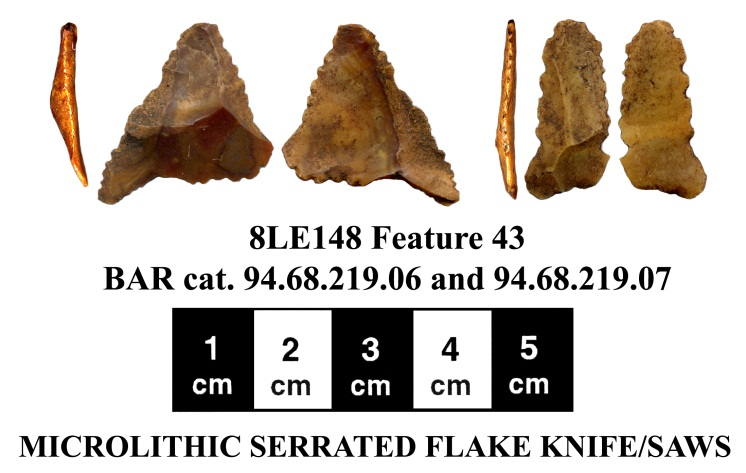 8LE148 Feature 43
BAR cat. 94.68.219.06 and 94.68.219.07
1 2 3 4 5
cm cm cm cm cm
MICROLITHIC SERRATED FLAKE KNIFE/SAWS